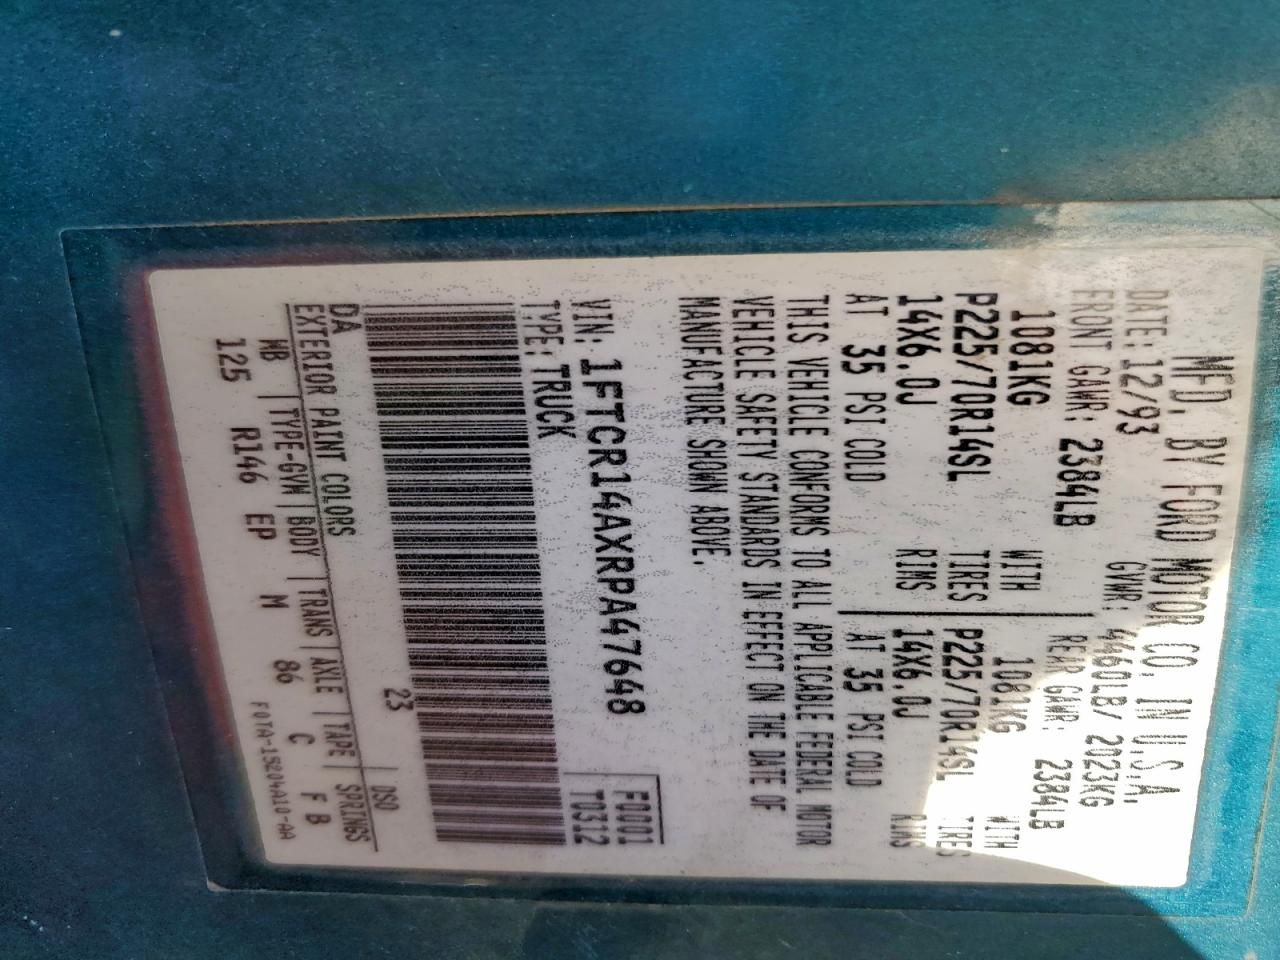 MFD. BY FORD MOTOR CO. IN U.S.A.
DATE: 12/93 GVWR: 4460LB/ 2023KG
FRONT GAWR: 2384LB REAR GAWR: 2384LB
1081KG WITH 1081KG WITH
P225/70R14SL TIRES P225/70R14SL TIRES
14X6.0J RIMS 14X6.0J RIMS
AT 35 PSI COLD AT 35 PSI COLD
THIS VEHICLE CONFORMS TO ALL APPLICABLE FEDERAL MOTOR
VEHICLE SAFETY STANDARDS IN EFFECT ON THE DATE OF
MANUFACTURE SHOWN ABOVE.
VIN: 1FTCR14AXRPA47648 F0001
TYPE: TRUCK T0312
23
DA
EXTERIOR PAINT COLORS DSO
WB TYPE-GVW BODY TRANS AXLE TAPE SPRINGS
125 R146 EP M 86 C F B
F0TA-15204A10-AA